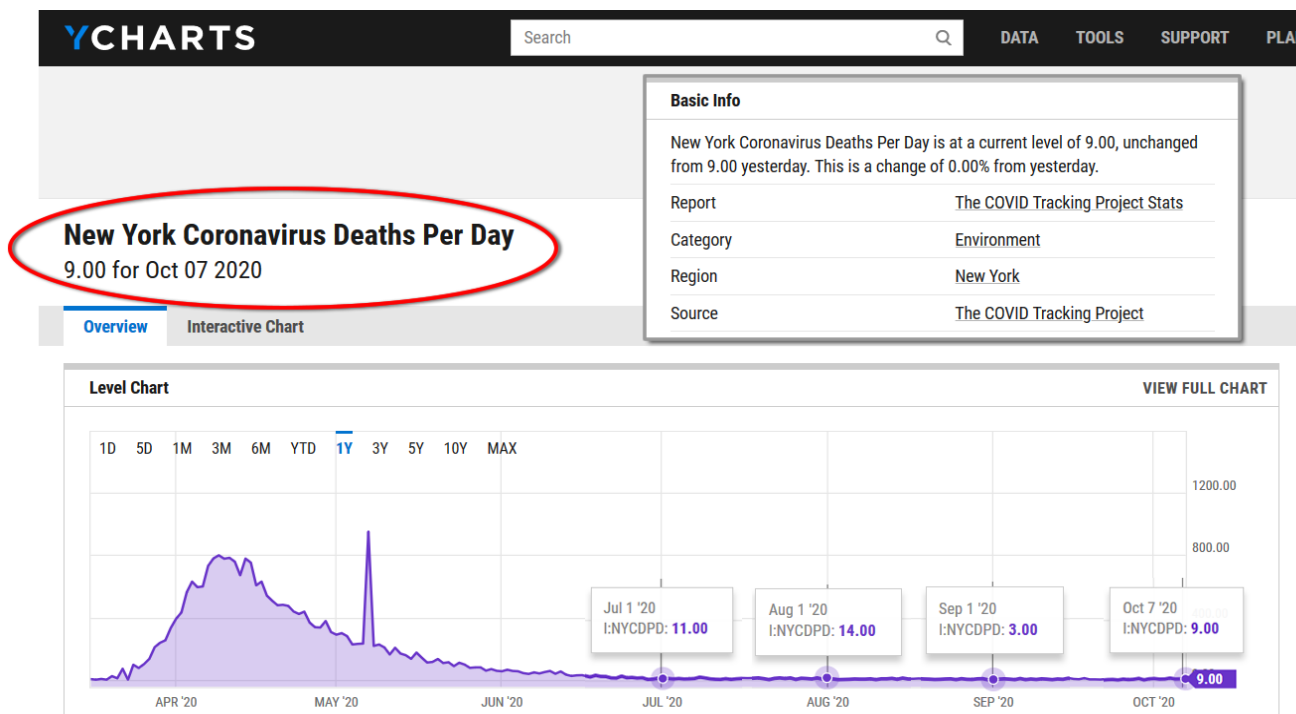 YCHARTS
Search
DATA TOOLS SUPPORT PLA
Basic Info
New York Coronavirus Deaths Per Day is at a current level of 9.00, unchanged
from 9.00 yesterday. This is a change of 0.00% from yesterday.
Report The COVID Tracking Project Stats
Category Environment
Region New York
Source The COVID Tracking Project
New York Coronavirus Deaths Per Day
9.00 for Oct 07 2020
Overview Interactive Chart
Level Chart
VIEW FULL CHART
1D 5D 1M 3M 6M YTD 1Y 3Y 5Y 10Y MAX
1200.00
800.00
400.00
Jul 1 '20
I:NYCDPD: 11.00
Aug 1 '20
I:NYCDPD: 14.00
Sep 1 '20
I:NYCDPD: 3.00
Oct 7 '20
I:NYCDPD: 9.00
9.00
APR '20 MAY '20 JUN '20 JUL '20 AUG '20 SEP '20 OCT '20